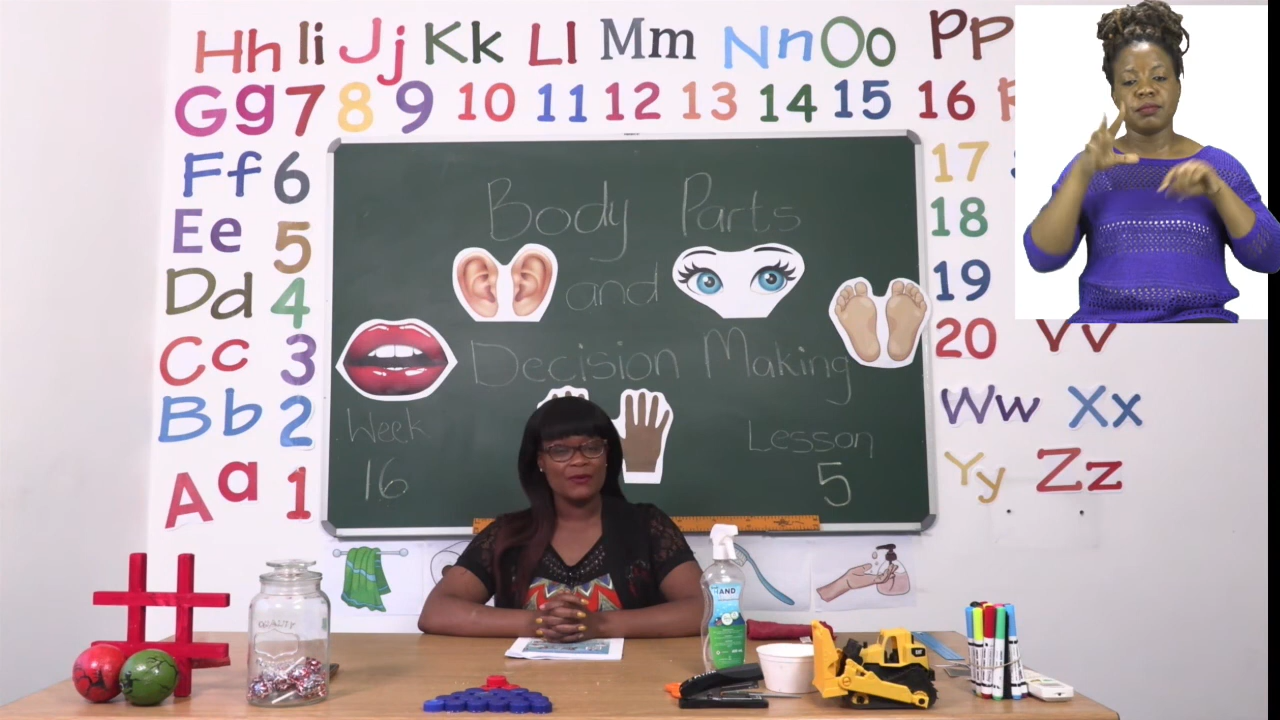 Hh Ii Jj Kk Ll Mm Nn Oo Pp
Gg 7 8 9 10 11 12 13 14 15 16
Ff 6
Ee 5
Dd 4
Cc 3
Bb 2
Aa 1
Body Parts
and
Decision Making
Week
16
Lesson
5
17
18
19
20 Vv
Ww Xx
Yy Zz
QUALITY
HAND
CAT